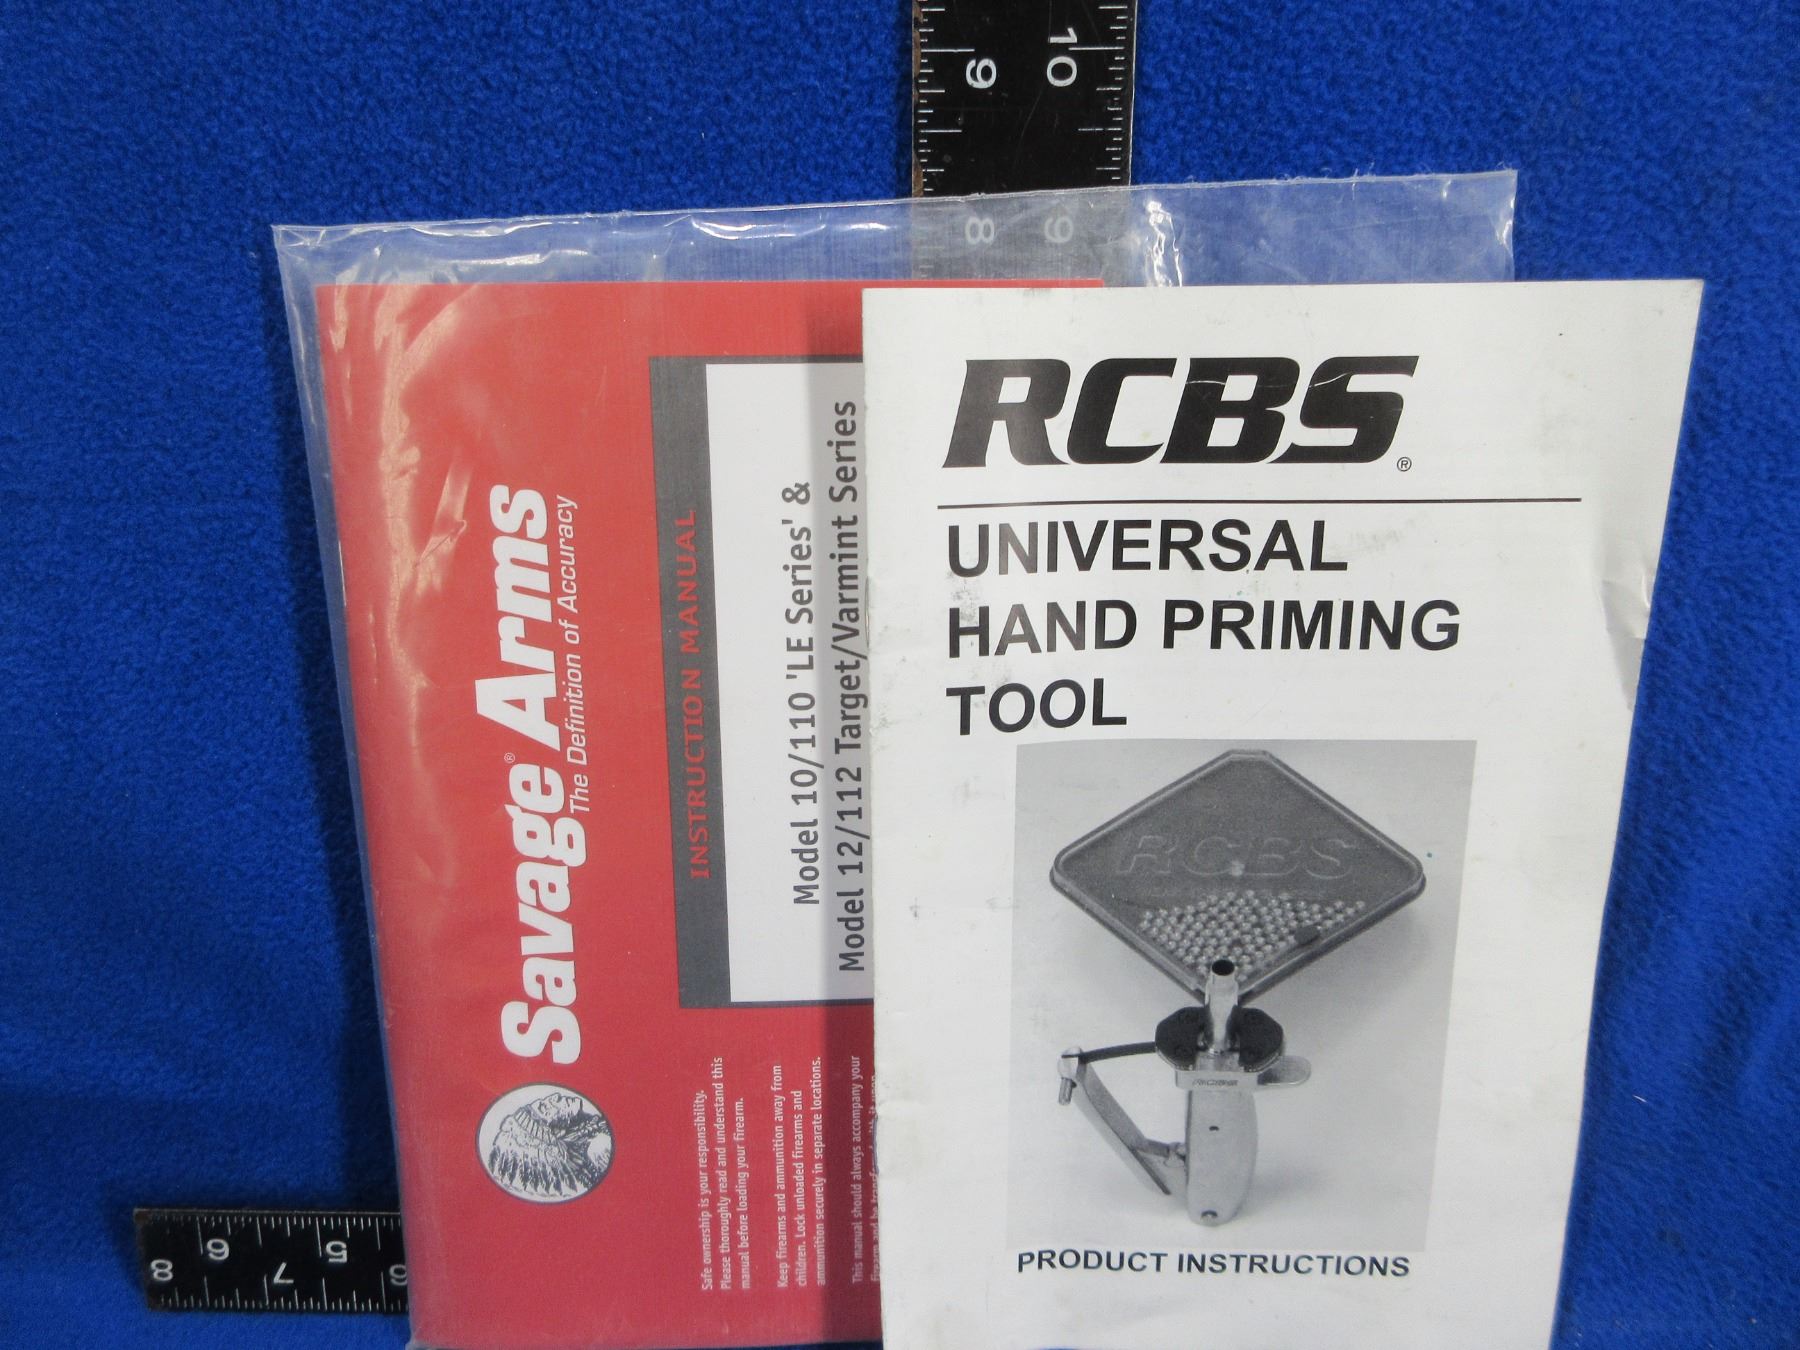 10
9
9
8
RCBS®
UNIVERSAL
HAND PRIMING
TOOL
RCBS
RCBS
PRODUCT INSTRUCTIONS
Savage® Arms
The Definition of Accuracy
INSTRUCTION MANUAL
Model 10/110 'LE Series' &
Model 12/112 Target/Varmint Series
Safe ownership is your responsibility.
Please thoroughly read and understand this
manual before loading your firearm.
Keep firearms and ammunition away from
children. Lock unloaded firearms and
ammunition securely in separate locations.
This manual should always accompany your
6
5
8
7
6